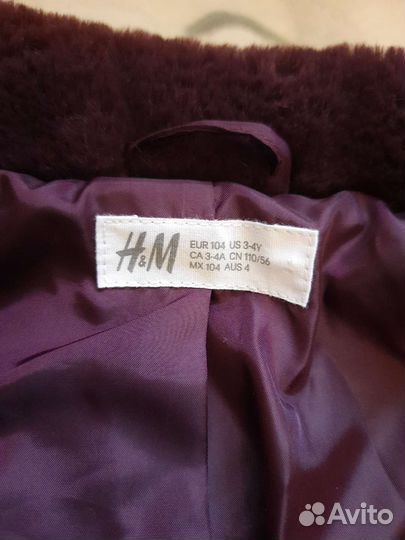 H&M
EUR 104 US 3-4Y
CA 3-4A CN 110/56
MX 104 AUS 4
Avito